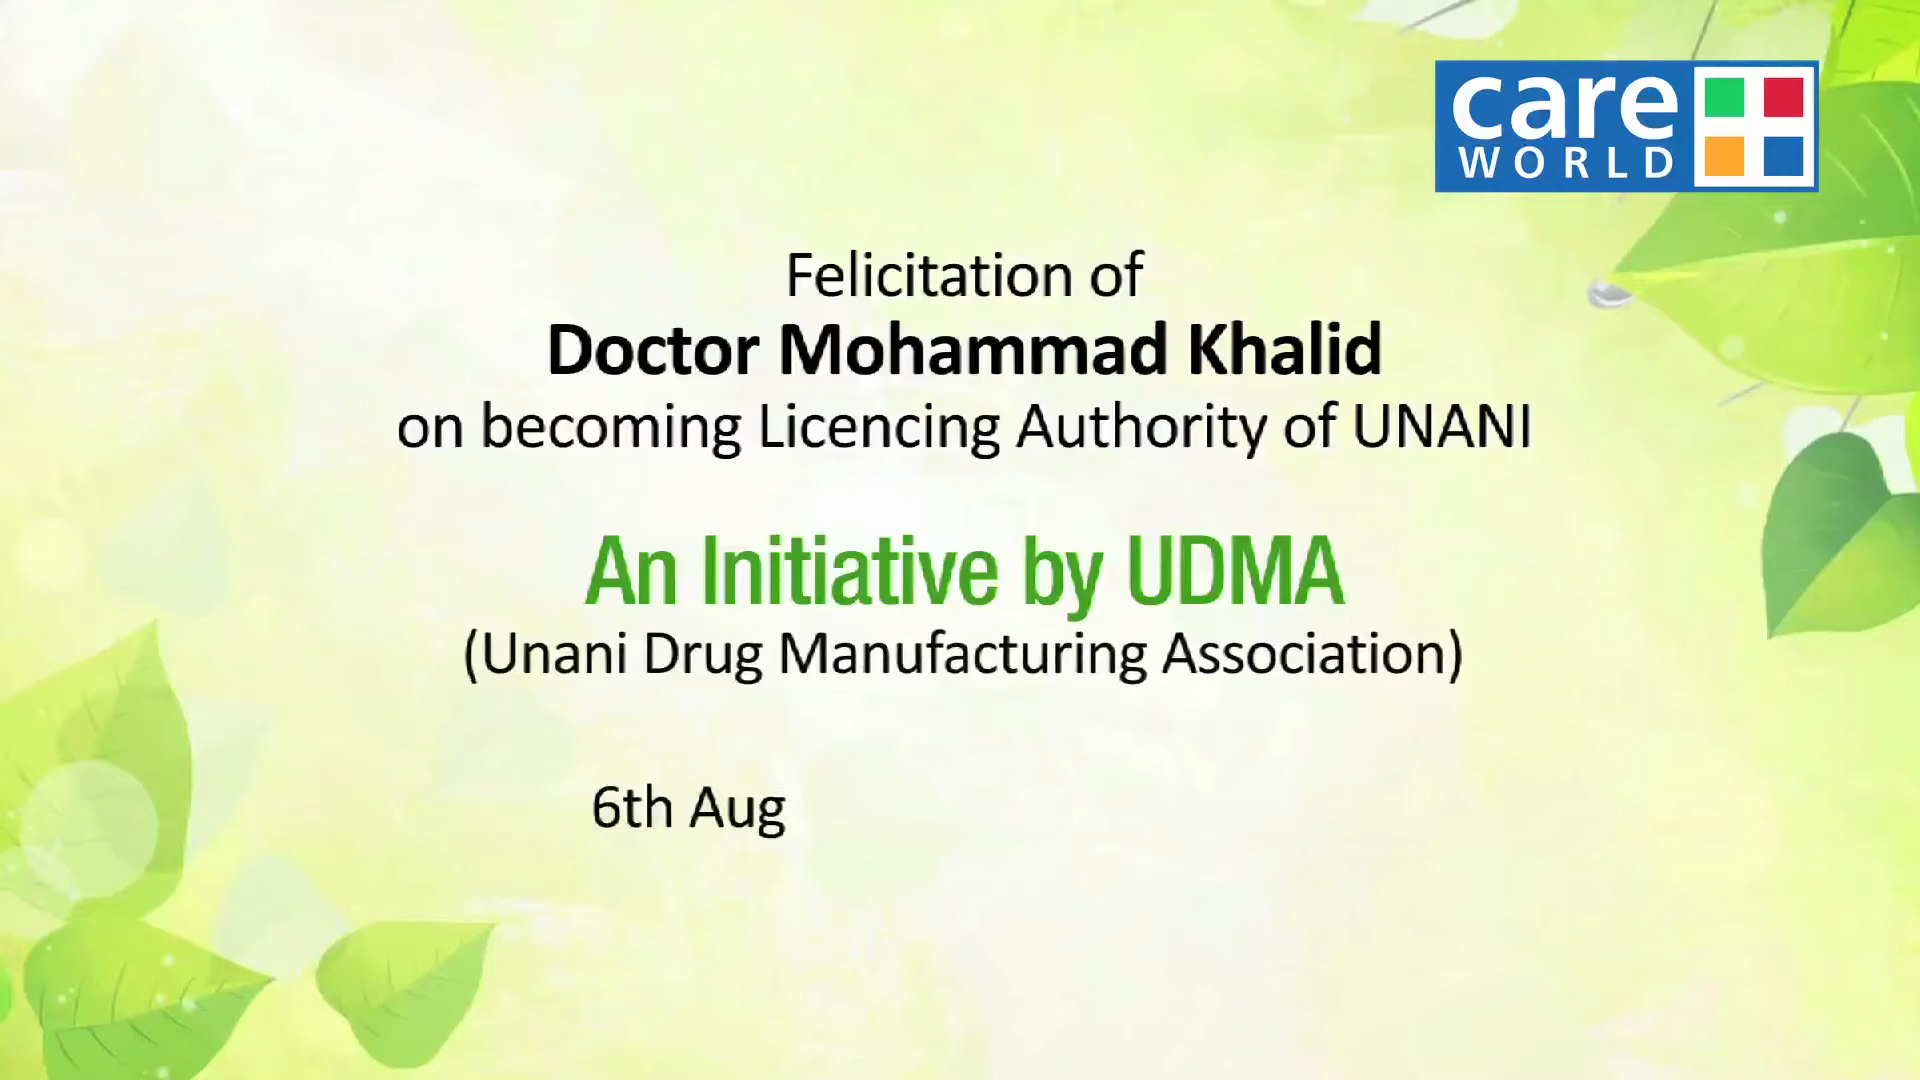 care
WORLD
Felicitation of
Doctor Mohammad Khalid
on becoming Licencing Authority of UNANI
An Initiative by UDMA
(Unani Drug Manufacturing Association)
6th Aug